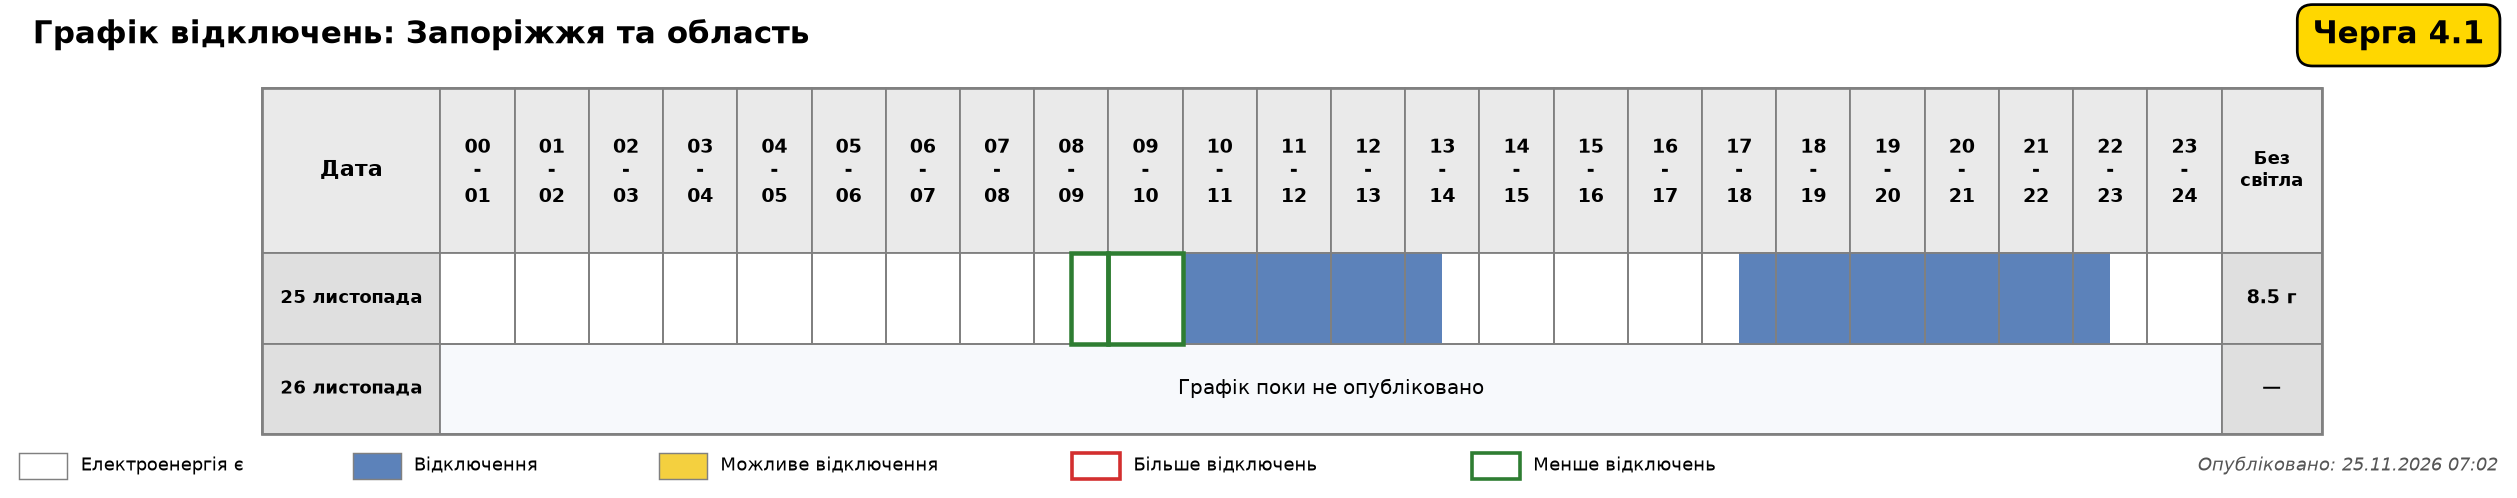 Графік відключень: Запоріжжя та область
Черга 4.1
Дата
00 - 01
01 - 02
02 - 03
03 - 04
04 - 05
05 - 06
06 - 07
07 - 08
08 - 09
09 - 10
10 - 11
11 - 12
12 - 13
13 - 14
14 - 15
15 - 16
16 - 17
17 - 18
18 - 19
19 - 20
20 - 21
21 - 22
22 - 23
23 - 24
Без
світла
25 листопада
8.5 г
26 листопада
Графік поки не опубліковано
—
Електроенергія є
Відключення
Можливе відключення
Більше відключень
Менше відключень
Опубліковано: 25.11.2026 07:02